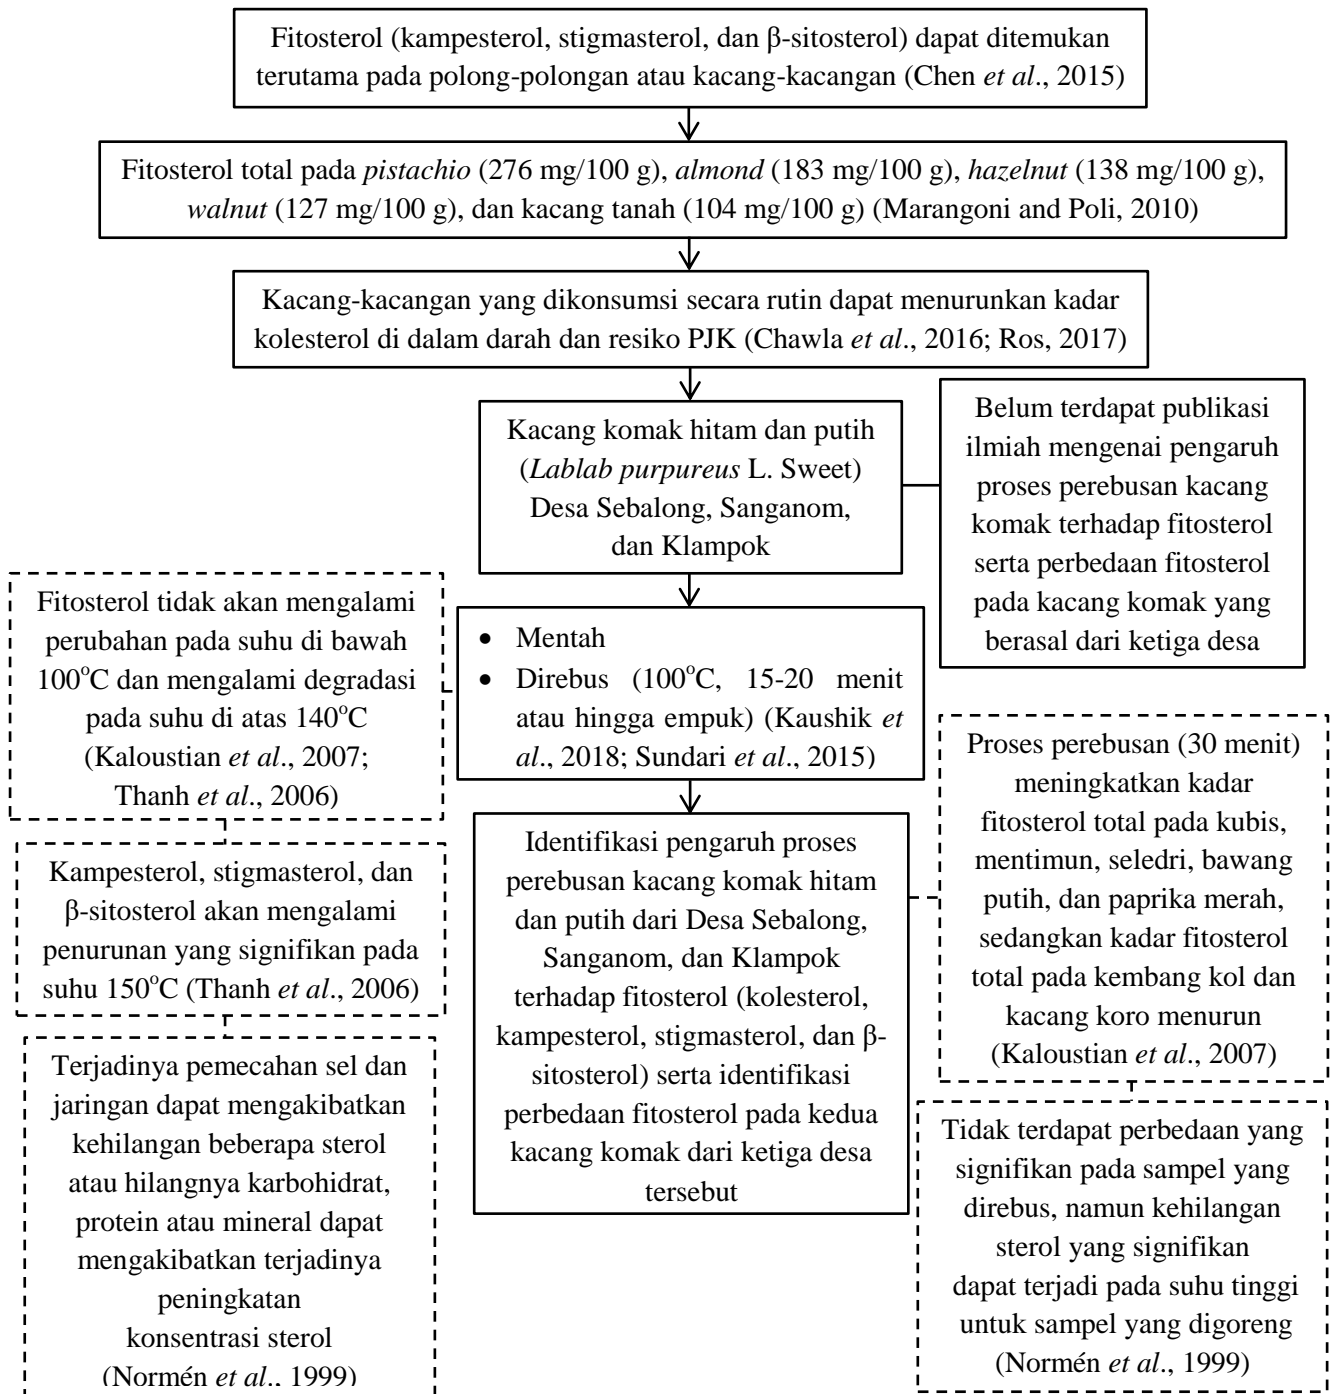 Fitosterol (kampesterol, stigmasterol, dan β-sitosterol) dapat ditemukan
terutama pada polong-polongan atau kacang-kacangan (Chen et al., 2015)
Fitosterol total pada pistachio (276 mg/100 g), almond (183 mg/100 g), hazelnut (138 mg/100 g),
walnut (127 mg/100 g), dan kacang tanah (104 mg/100 g) (Marangoni and Poli, 2010)
Kacang-kacangan yang dikonsumsi secara rutin dapat menurunkan kadar
kolesterol di dalam darah dan resiko PJK (Chawla et al., 2016; Ros, 2017)
Kacang komak hitam dan putih
(Lablab purpureus L. Sweet)
Desa Sebalong, Sanganom,
dan Klampok
Belum terdapat publikasi
ilmiah mengenai pengaruh
proses perebusan kacang
komak terhadap fitosterol
serta perbedaan fitosterol
pada kacang komak yang
berasal dari ketiga desa
Fitosterol tidak akan mengalami
perubahan pada suhu di bawah
100°C dan mengalami degradasi
pada suhu di atas 140°C
(Kaloustian et al., 2007;
Thanh et al., 2006)
• Mentah
• Direbus (100°C, 15-20 menit
atau hingga empuk) (Kaushik et
al., 2018; Sundari et al., 2015)
Proses perebusan (30 menit)
meningkatkan kadar
fitosterol total pada kubis,
mentimun, seledri, bawang
putih, dan paprika merah,
sedangkan kadar fitosterol
total pada kembang kol dan
kacang koro menurun
(Kaloustian et al., 2007)
Kampesterol, stigmasterol, dan
β-sitosterol akan mengalami
penurunan yang signifikan pada
suhu 150°C (Thanh et al., 2006)
Identifikasi pengaruh proses
perebusan kacang komak hitam
dan putih dari Desa Sebalong,
Sanganom, dan Klampok
terhadap fitosterol (kolesterol,
kampesterol, stigmasterol, dan β-
sitosterol) serta identifikasi
perbedaan fitosterol pada kedua
kacang komak dari ketiga desa
tersebut
Terjadinya pemecahan sel dan
jaringan dapat mengakibatkan
kehilangan beberapa sterol
atau hilangnya karbohidrat,
protein atau mineral dapat
mengakibatkan terjadinya
peningkatan
konsentrasi sterol
(Normén et al., 1999)
Tidak terdapat perbedaan yang
signifikan pada sampel yang
direbus, namun kehilangan
sterol yang signifikan
dapat terjadi pada suhu tinggi
untuk sampel yang digoreng
(Normén et al., 1999)